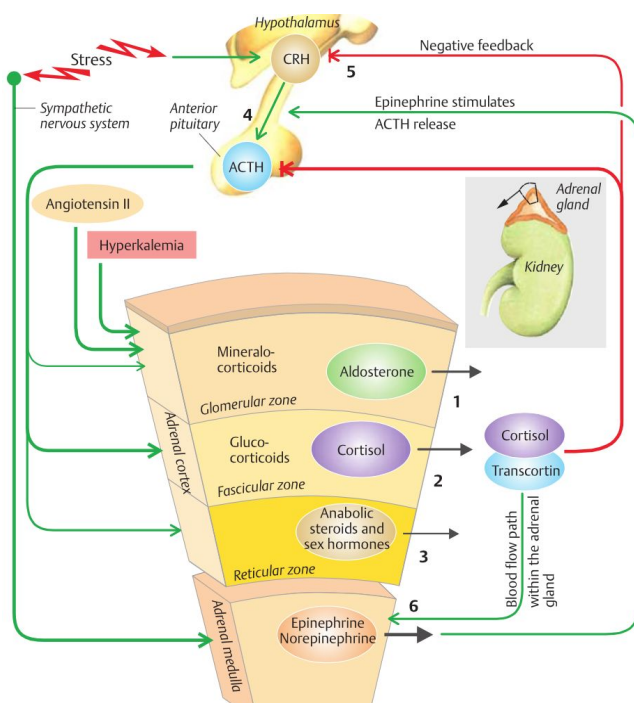 Hypothalamus
Stress
CRH
5
Negative feedback
Sympathetic
nervous system
4
Anterior
pituitary
Epinephrine stimulates
ACTH release
ACTH
Angiotensin II
Hyperkalemia
Adrenal
gland
Kidney
Mineralo-
corticoids
Aldosterone
Glomerular zone
1
Adrenal cortex
Gluco-
corticoids
Cortisol
Fascicular zone
2
Cortisol
Transcortin
Anabolic
steroids and
sex hormones
Reticular zone
3
Blood flow path
within the adrenal
gland
6
Adrenal medulla
Epinephrine
Norepinephrine